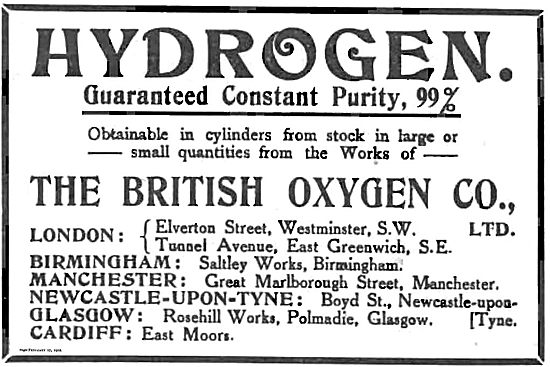 HYDROGEN.
Guaranteed Constant Purity, 99%
Obtainable in cylinders from stock in large or
small quantities from the Works of
THE BRITISH OXYGEN CO.,
LTD.
LONDON: { Elverton Street, Westminster, S.W.
Tunnel Avenue, East Greenwich, S.E.
BIRMINGHAM: Saltley Works, Birmingham.
MANCHESTER: Great Marlborough Street, Manchester.
NEWCASTLE-UPON-TYNE: Boyd St., Newcastle-upon-
[Tyne.
GLASGOW: Rosehill Works, Polmadie, Glasgow.
CARDIFF: East Moors.